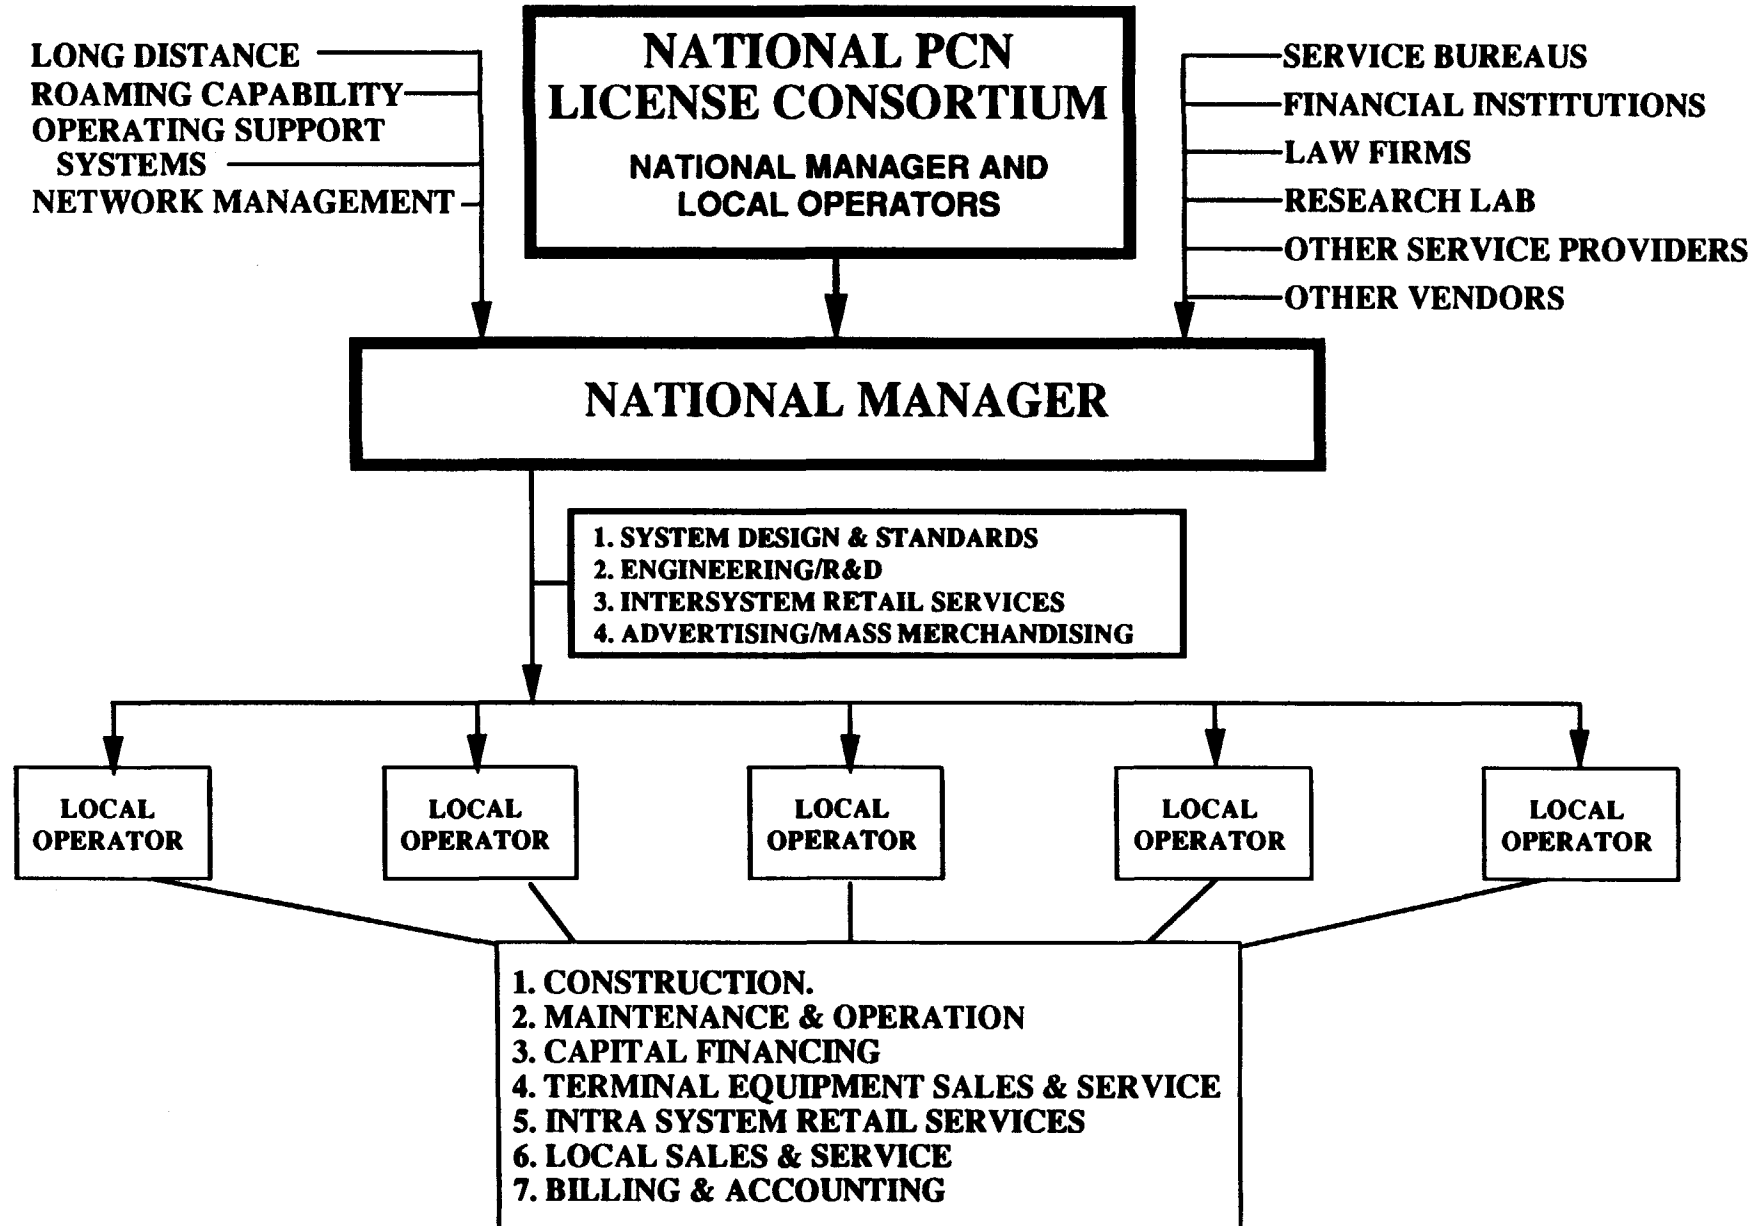 LONG DISTANCE
ROAMING CAPABILITY
OPERATING SUPPORT
SYSTEMS
NETWORK MANAGEMENT
NATIONAL PCN
LICENSE CONSORTIUM
NATIONAL MANAGER AND
LOCAL OPERATORS
SERVICE BUREAUS
FINANCIAL INSTITUTIONS
LAW FIRMS
RESEARCH LAB
OTHER SERVICE PROVIDERS
OTHER VENDORS
NATIONAL MANAGER
1. SYSTEM DESIGN & STANDARDS
2. ENGINEERING/R&D
3. INTERSYSTEM RETAIL SERVICES
4. ADVERTISING/MASS MERCHANDISING
LOCAL
OPERATOR
LOCAL
OPERATOR
LOCAL
OPERATOR
LOCAL
OPERATOR
LOCAL
OPERATOR
1. CONSTRUCTION.
2. MAINTENANCE & OPERATION
3. CAPITAL FINANCING
4. TERMINAL EQUIPMENT SALES & SERVICE
5. INTRA SYSTEM RETAIL SERVICES
6. LOCAL SALES & SERVICE
7. BILLING & ACCOUNTING